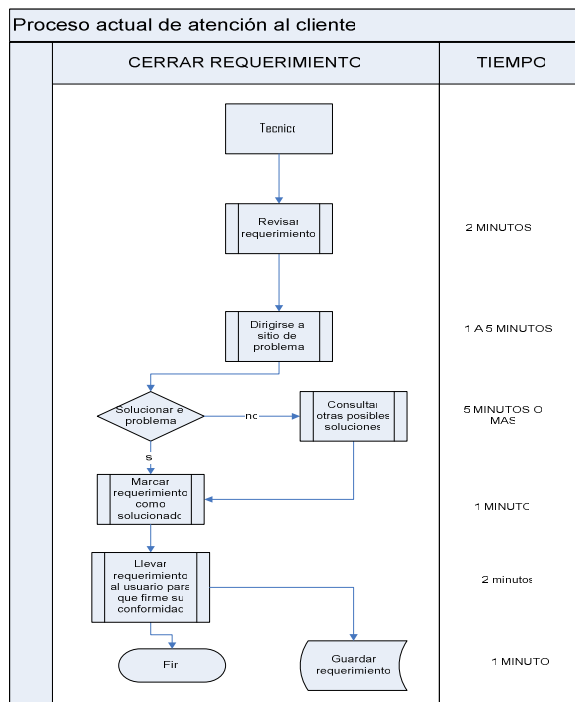 Proceso actual de atención al cliente
CERRAR REQUERIMIENTO
TIEMPO
Tecnico
Revisar
requerimiento
2 MINUTOS
Dirigirse a
sitio de
problema
1 A 5 MINUTOS
Solucionar e
problema
no
Consultar
otras posibles
soluciones
5 MINUTOS O
MAS
s
Marcar
requerimiento
como
solucionado
1 MINUTO
Llevar
requerimiento
al usuario para
que firme su
conformidad
2 minutos
Fin
Guardar
requerimiento
1 MINUTO